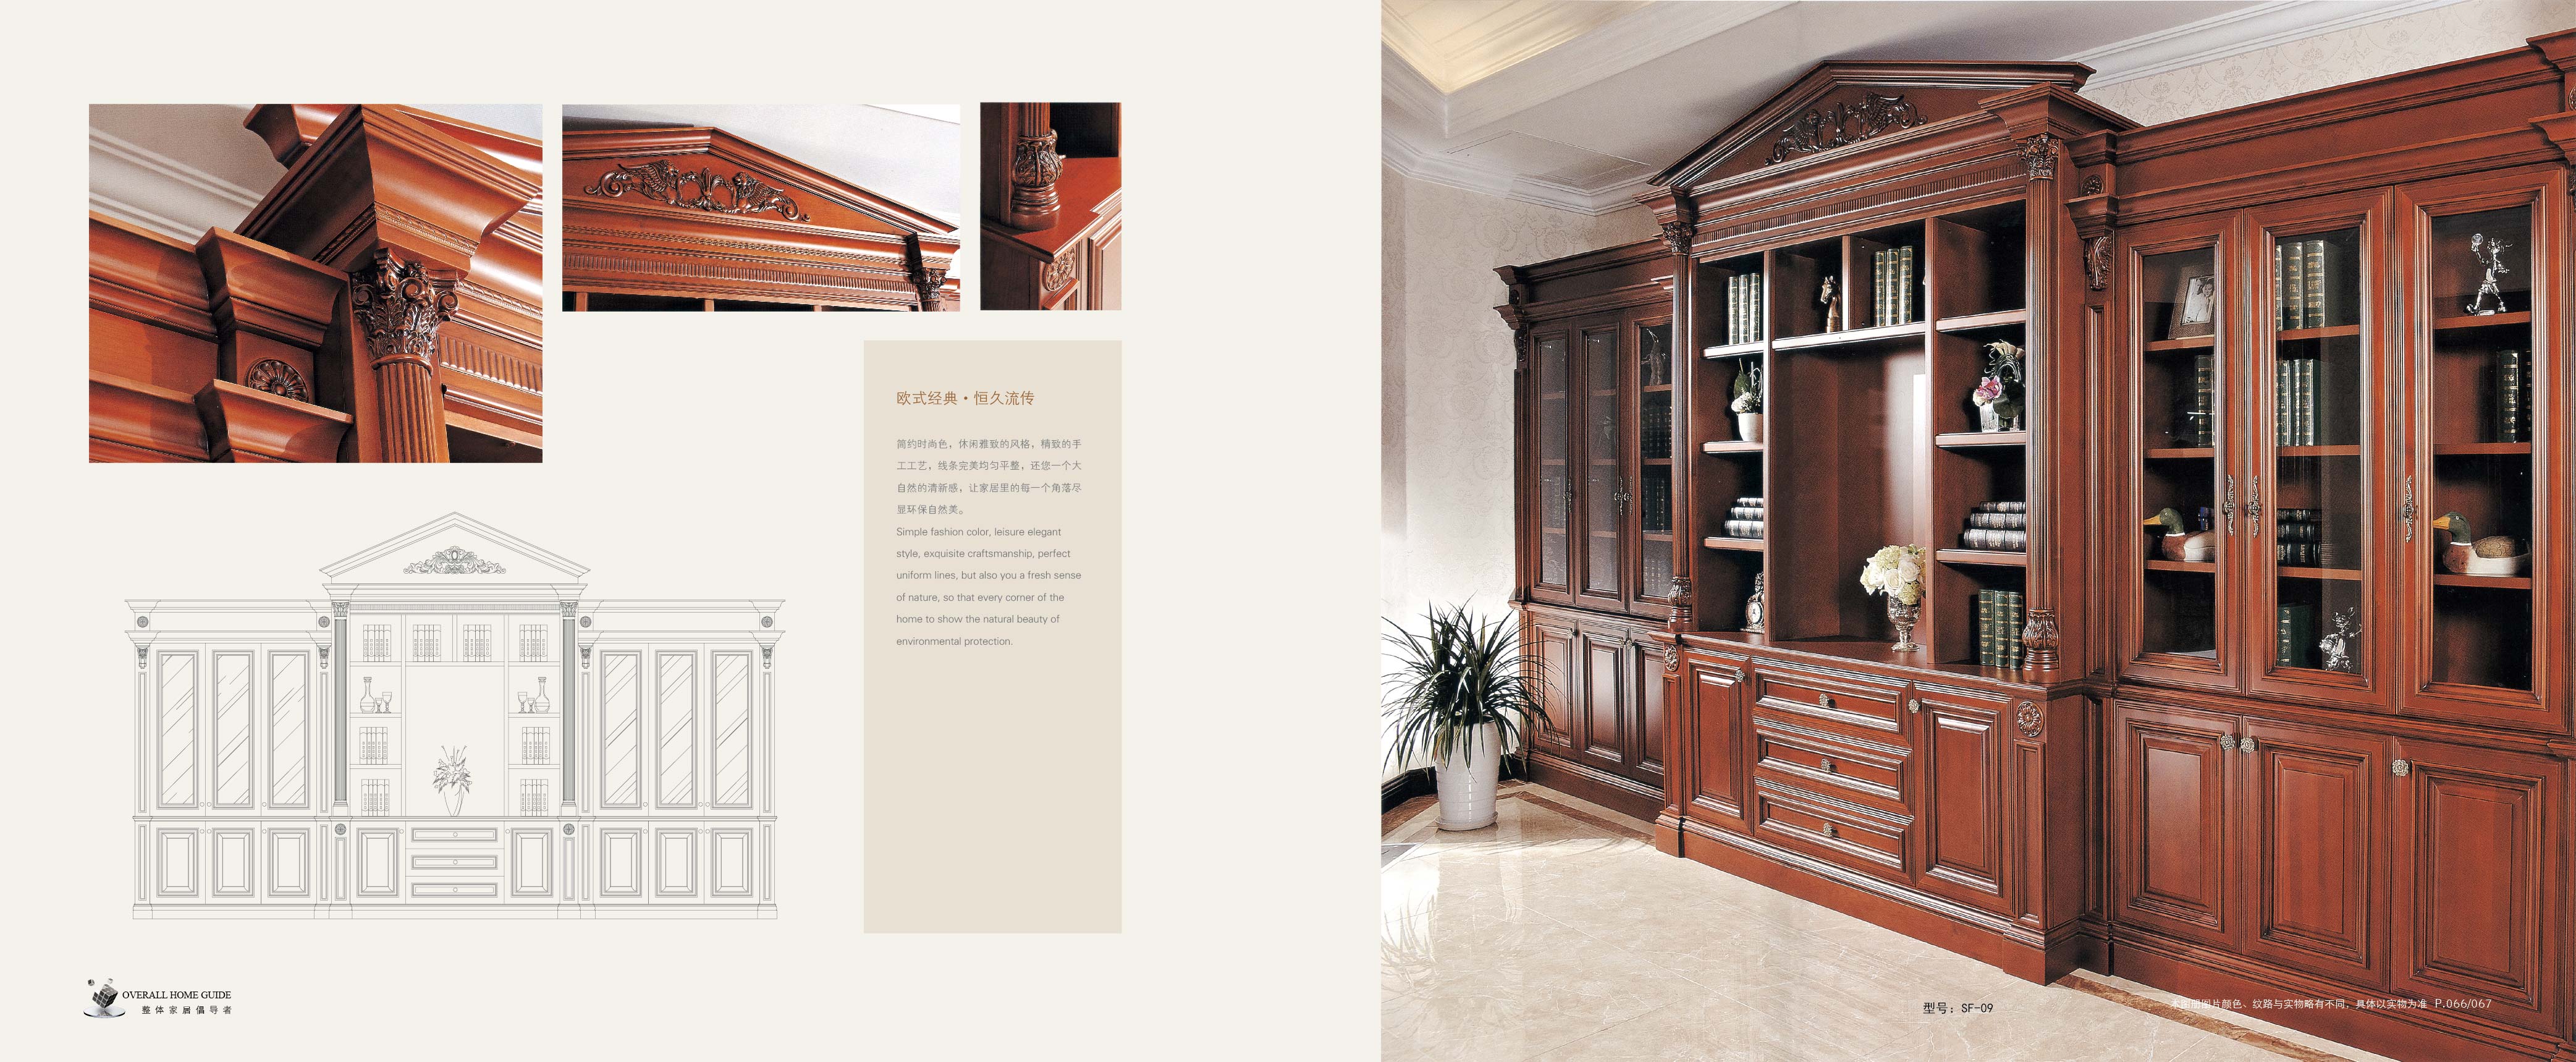 欧式经典·恒久流传
简约时尚色，休闲雅致的风格，精致的手
工工艺，线条完美均匀平整，还您一个大
自然的清新感，让家居里的每一个角落尽
显环保自然美。
Simple fashion color, leisure elegant
style, exquisite craftsmanship, perfect
uniform lines, but also you a fresh sense
of nature, so that every corner of the
home to show the natural beauty of
environmental protection.
OVERALL HOME GUIDE
整体家居倡导者
型号：SF-09
本图册图片颜色、纹路与实物略有不同，具体以实物为准 P.066/067